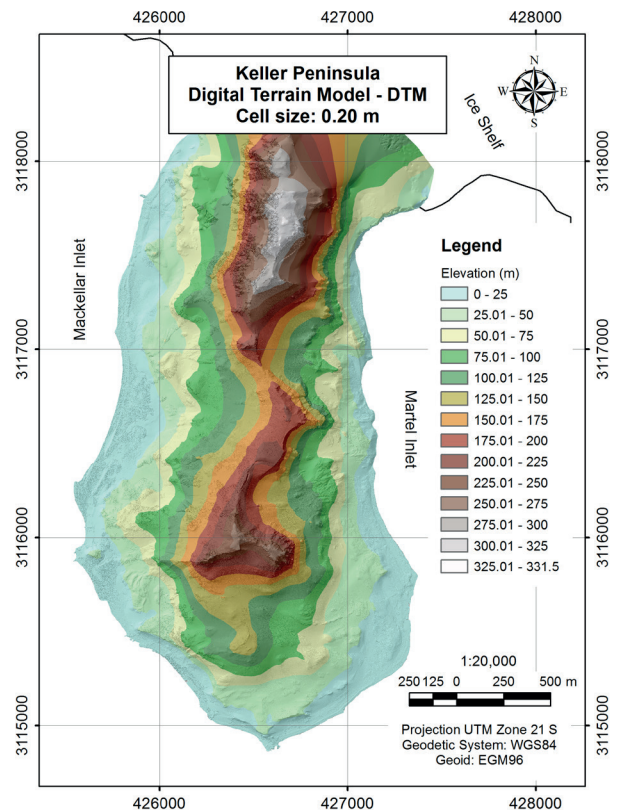 426000 427000 428000
Keller Peninsula
Digital Terrain Model - DTM
Cell size: 0.20 m
N
W E
S
Ice Shelf
3118000 3118000
Mackellar Inlet
Legend
Elevation (m)
0 - 25
25.01 - 50
50.01 - 75
75.01 - 100
100.01 - 125
125.01 - 150
150.01 - 175
175.01 - 200
200.01 - 225
225.01 - 250
250.01 - 275
275.01 - 300
300.01 - 325
325.01 - 331.5
3117000 3117000
Martel Inlet
3116000 3116000
1:20,000
250 125 0 250 500 m
Projection UTM Zone 21 S
Geodetic System: WGS84
Geoid: EGM96
3115000 3115000
426000 427000 428000